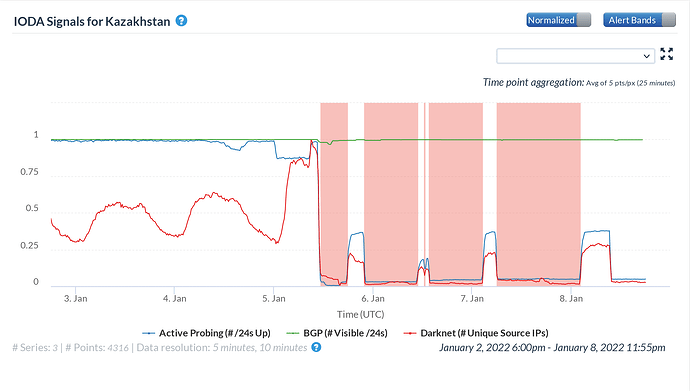 IODA Signals for Kazakhstan ?
Normalized
Alert Bands
Time point aggregation: Avg of 5 pts/px (25 minutes)
1
0.75
0.5
0.25
0
3. Jan 4. Jan 5. Jan 6. Jan 7. Jan 8. Jan
Time (UTC)
Active Probing (# /24s Up) BGP (# Visible /24s) Darknet (# Unique Source IPs)
# Series: 3 | # Points: 4316 | Data resolution: 5 minutes, 10 minutes ?
January 2, 2022 6:00pm - January 8, 2022 11:55pm